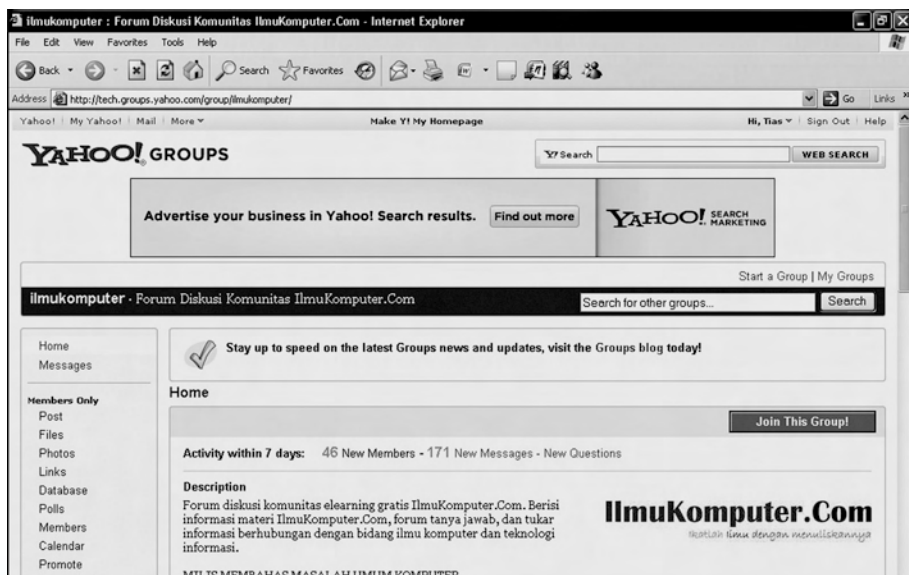 ilmukomputer : Forum Diskusi Komunitas IlmuKomputer.Com - Internet Explorer
File Edit View Favorites Tools Help
Back Search Favorites
Address http://tech.groups.yahoo.com/group/ilmukomputer/ Go Links »
Yahoo! My Yahoo! Mail More Make Y! My Homepage Hi, Tias Sign Out Help
YAHOO! GROUPS Y! Search WEB SEARCH
Advertise your business in Yahoo! Search results. Find out more YAHOO! SEARCH MARKETING
Start a Group | My Groups
ilmukomputer · Forum Diskusi Komunitas IlmuKomputer.Com Search for other groups... Search
Home
Messages
Members Only
Post
Files
Photos
Links
Database
Polls
Members
Calendar
Promote
Stay up to speed on the latest Groups news and updates, visit the Groups blog today!
Home
Join This Group!
Activity within 7 days: 46 New Members - 171 New Messages - New Questions
Description
Forum diskusi komunitas elearning gratis IlmuKomputer.Com. Berisi
informasi materi IlmuKomputer.Com, forum tanya jawab, dan tukar
informasi berhubungan dengan bidang ilmu komputer dan teknologi
informasi.
IlmuKomputer.Com
Ikatlah ilmu dengan menuliskannya
MILIS MEMBAHAS MASALAH UMUM KOMPUTER